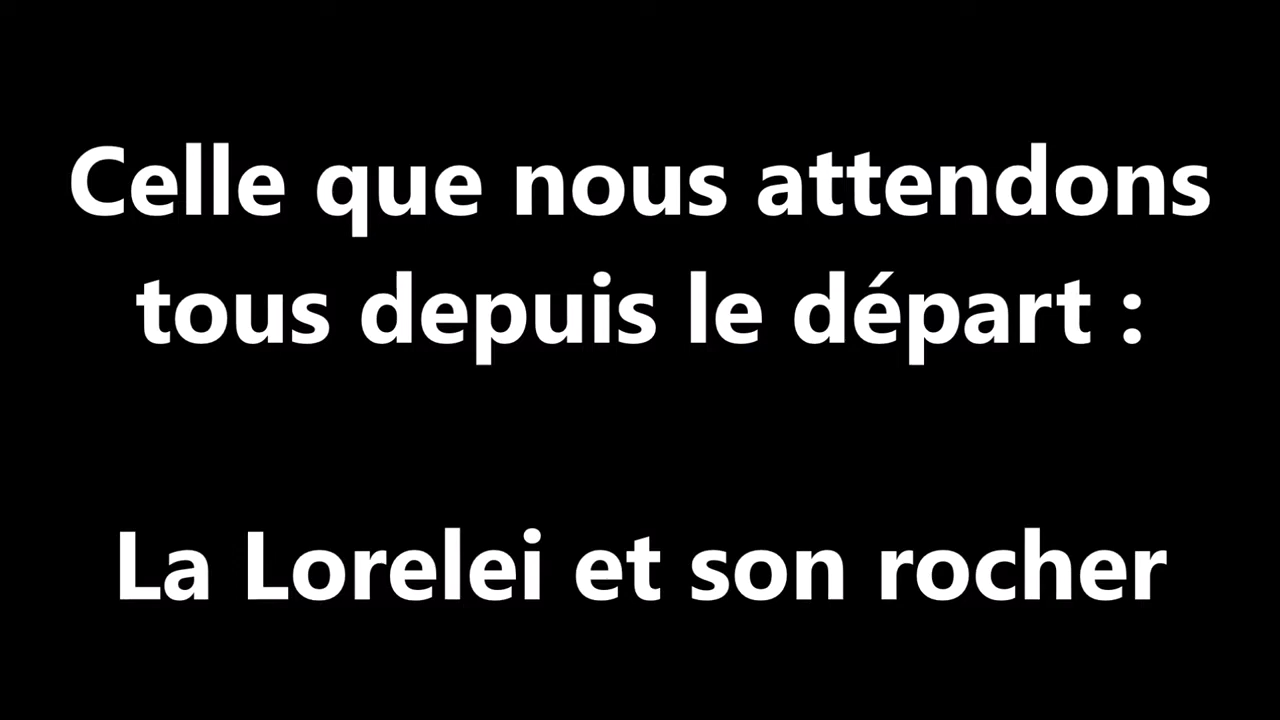 Celle que nous attendons
tous depuis le départ :
La Lorelei et son rocher